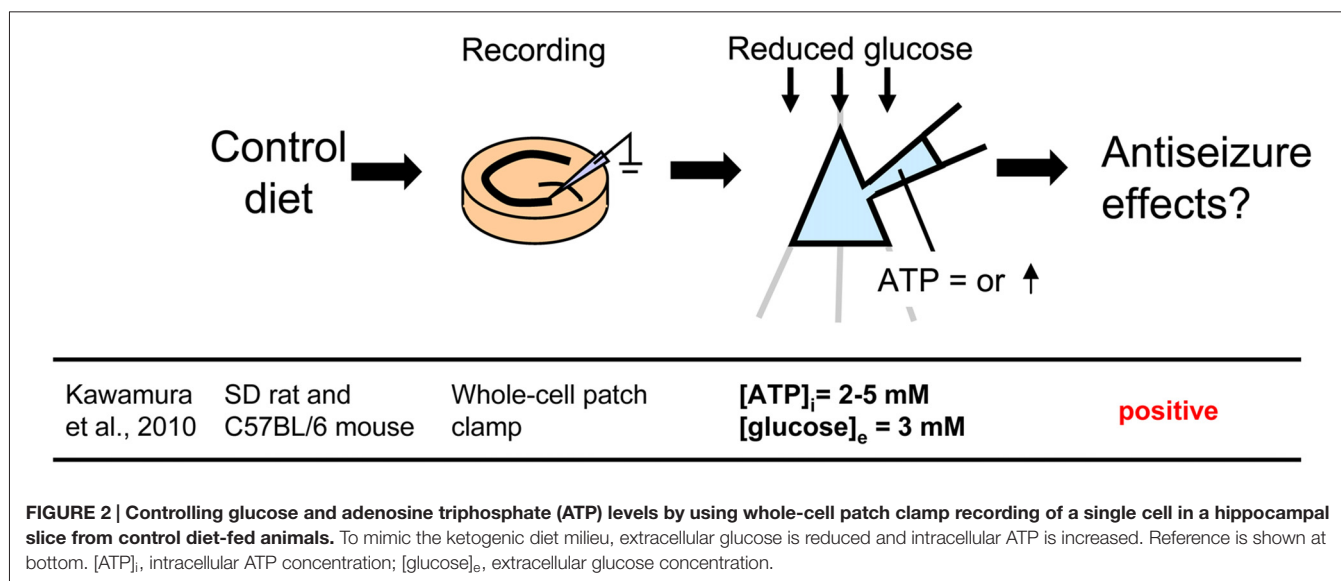 Recording
Reduced glucose
Control
diet
Antiseizure
effects?
ATP = or ↑
Kawamura
et al., 2010
SD rat and
C57BL/6 mouse
Whole-cell patch
clamp
[ATP]i= 2-5 mM
[glucose]e = 3 mM
positive
FIGURE 2 | Controlling glucose and adenosine triphosphate (ATP) levels by using whole-cell patch clamp recording of a single cell in a hippocampal
slice from control diet-fed animals. To mimic the ketogenic diet milieu, extracellular glucose is reduced and intracellular ATP is increased. Reference is shown at
bottom. [ATP]i, intracellular ATP concentration; [glucose]e, extracellular glucose concentration.